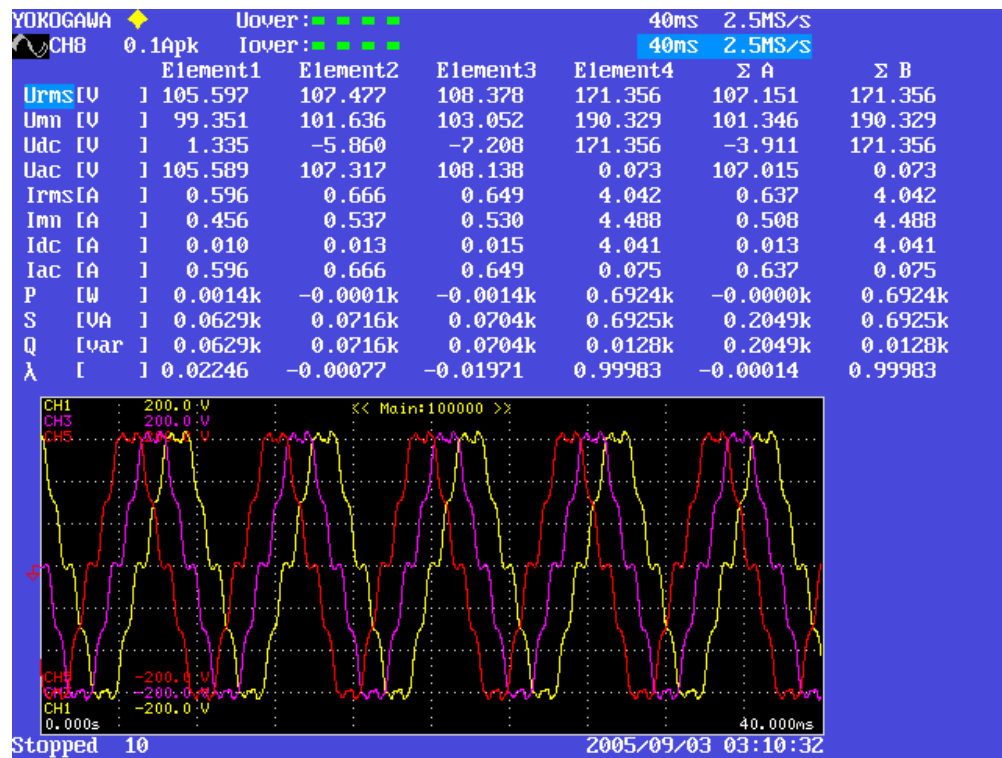 YOKOGAWA Uover: 40ms 2.5MS/s
CH8 0.1Apk Iover: 40ms 2.5MS/s
Element1 Element2 Element3 Element4 Σ A Σ B
Urms[V ] 105.597 107.477 108.378 171.356 107.151 171.356
Umn [V ] 99.351 101.636 103.052 190.329 101.346 190.329
Udc [V ] 1.335 -5.860 -7.208 171.356 -3.911 171.356
Uac [V ] 105.589 107.317 108.138 0.073 107.015 0.073
Irms[A ] 0.596 0.666 0.649 4.042 0.637 4.042
Imn [A ] 0.456 0.537 0.530 4.488 0.508 4.488
Idc [A ] 0.010 0.013 0.015 4.041 0.013 4.041
Iac [A ] 0.596 0.666 0.649 0.075 0.637 0.075
P [W ] 0.0014k -0.0001k -0.0014k 0.6924k -0.0000k 0.6924k
S [VA ] 0.0629k 0.0716k 0.0704k 0.6925k 0.2049k 0.6925k
Q [var ] 0.0629k 0.0716k 0.0704k 0.0128k 0.2049k 0.0128k
λ [ ] 0.02246 -0.00077 -0.01971 0.99983 -0.00014 0.99983
CH1 200.0 V << Main:100000 >>
CH3 200.0 V
CH5 V
CH5 -200.0 V
-200.0 V
CH1 -200.0 V
0.000s 40.000ms
Stopped 10 2005/09/03 03:10:32